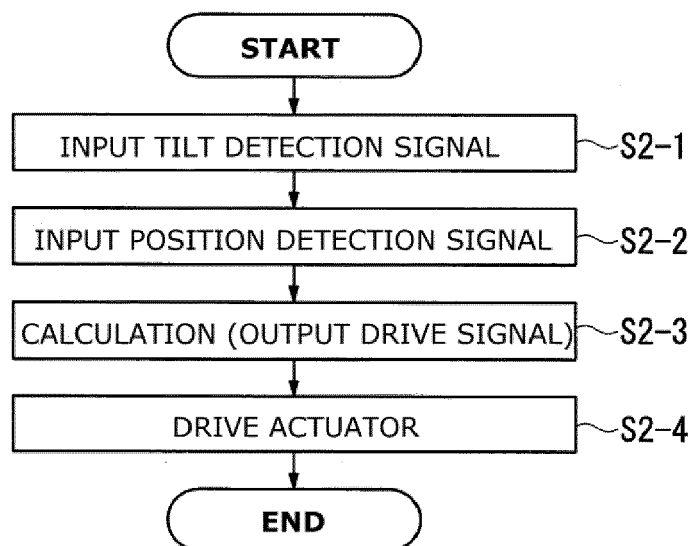 START
INPUT TILT DETECTION SIGNAL S2-1
INPUT POSITION DETECTION SIGNAL S2-2
CALCULATION (OUTPUT DRIVE SIGNAL) S2-3
DRIVE ACTUATOR S2-4
END